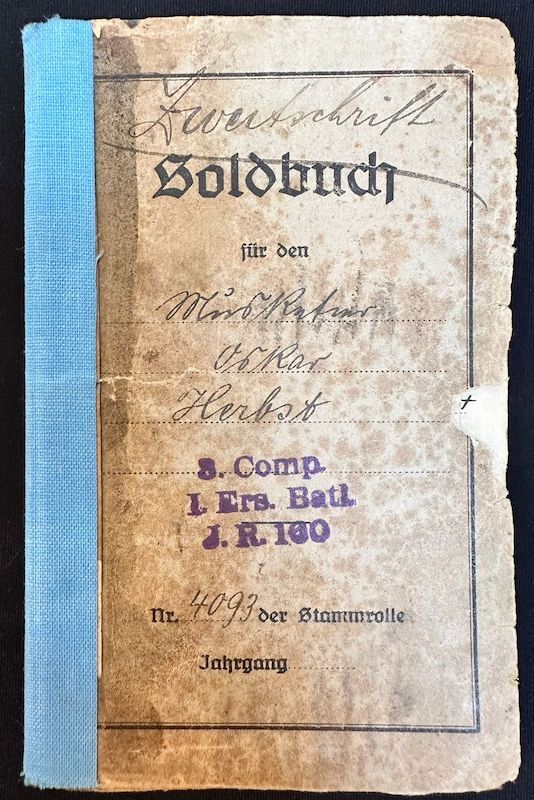 Zweitschrift
Soldbuch
für den
Musketier
Oskar
Herbst
+
3. Comp.
I. Ers. Batl.
J. R. 160
Nr. 4093 der Stammrolle
Jahrgang